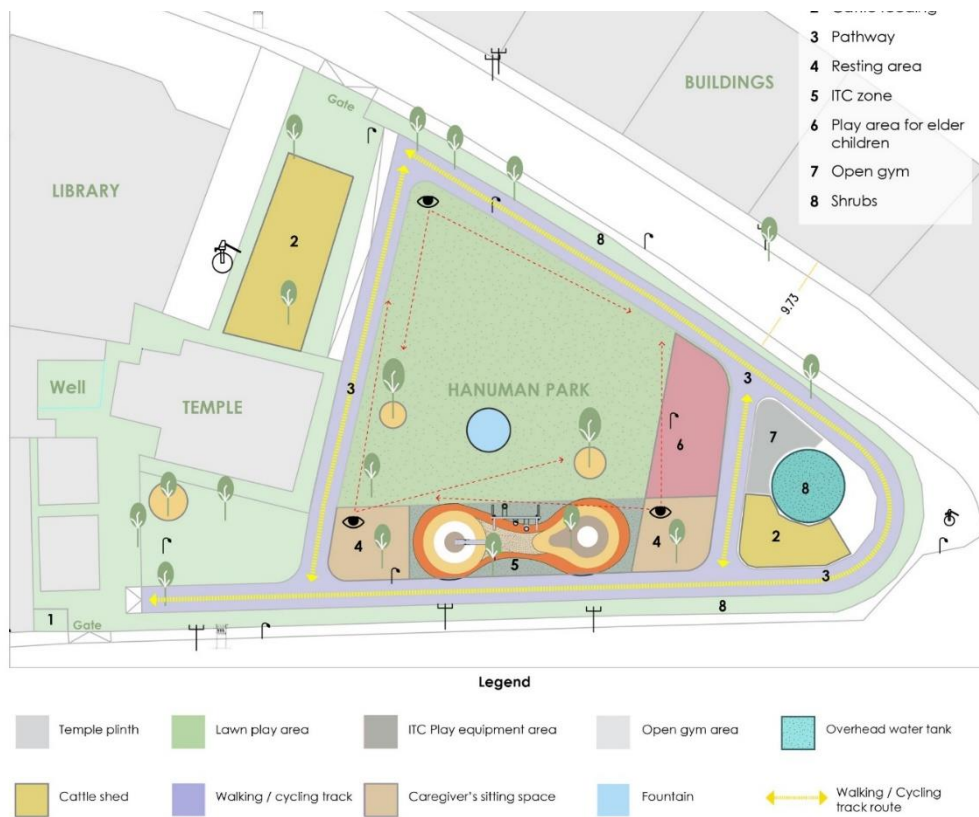 2
3 Pathway
4 Resting area
5 ITC zone
6 Play area for elder
children
7 Open gym
8 Shrubs
BUILDINGS
Gate
LIBRARY
2
8
9.73
Well
TEMPLE
3
HANUMAN PARK
3
6
7
8
4
5
4
2
3
8
1
Gate
Legend
Temple plinth
Lawn play area
ITC Play equipment area
Open gym area
Overhead water tank
Cattle shed
Walking / cycling track
Caregiver's sitting space
Fountain
Walking / Cycling
track route